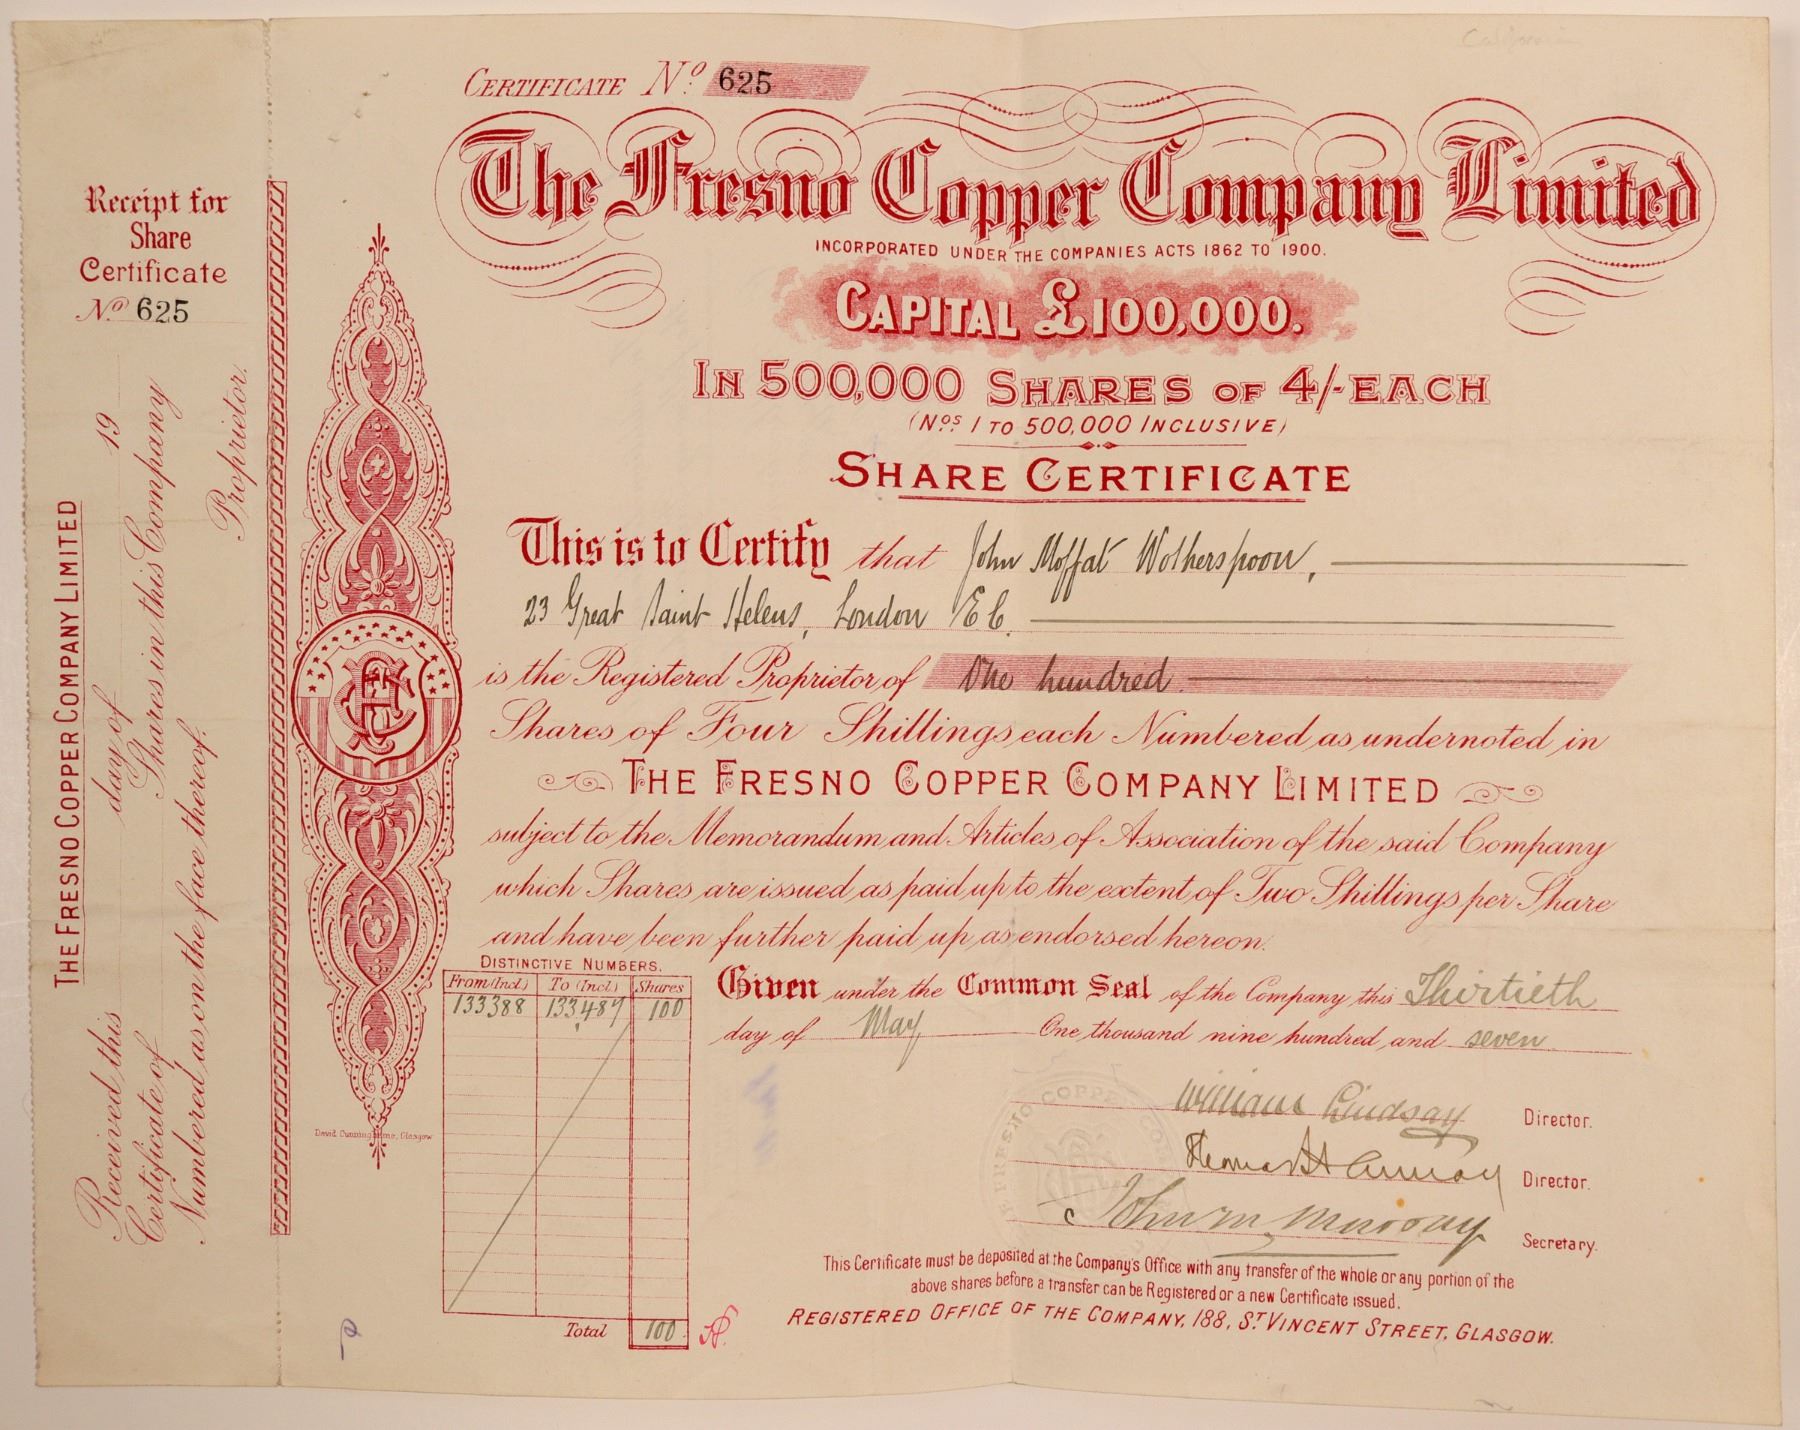 California
CERTIFICATE No. 625
The Fresno Copper Company Limited
INCORPORATED UNDER THE COMPANIES ACTS 1862 TO 1900.
CAPITAL £100,000.
IN 500,000 SHARES OF 4/- EACH
(Nos 1 TO 500,000 INCLUSIVE)
SHARE CERTIFICATE
This is to Certify that John Moffat Wotherspoon,
23 Great Saint Helens, London E C.
is the Registered Proprietor of One hundred
Shares of Four Shillings each Numbered as undernoted in
THE FRESNO COPPER COMPANY LIMITED
subject to the Memorandum and Articles of Association of the said Company
which Shares are issued as paid up to the extent of Two Shillings per Share
and have been further paid up as endorsed hereon.
DISTINCTIVE NUMBERS.
From (Incl.) To (Incl.) Shares
133388 133,487 100
Total 100
Given under the Common Seal of the Company this Thirtieth
day of May One thousand nine hundred and seven
William Lindsay Director.
Director.
John M Murray Secretary.
FRESNO COPPER CO
This Certificate must be deposited at the Company's Office with any transfer of the whole or any portion of the
above shares before a transfer can be Registered or a new Certificate issued.
REGISTERED OFFICE OF THE COMPANY, 188, ST VINCENT STREET, GLASGOW.
Receipt for
Share
Certificate
No 625
THE FRESNO COPPER COMPANY LIMITED
Received this day of 19
Certificate of Shares in this Company
Numbered as on the face thereof.
Proprietor.